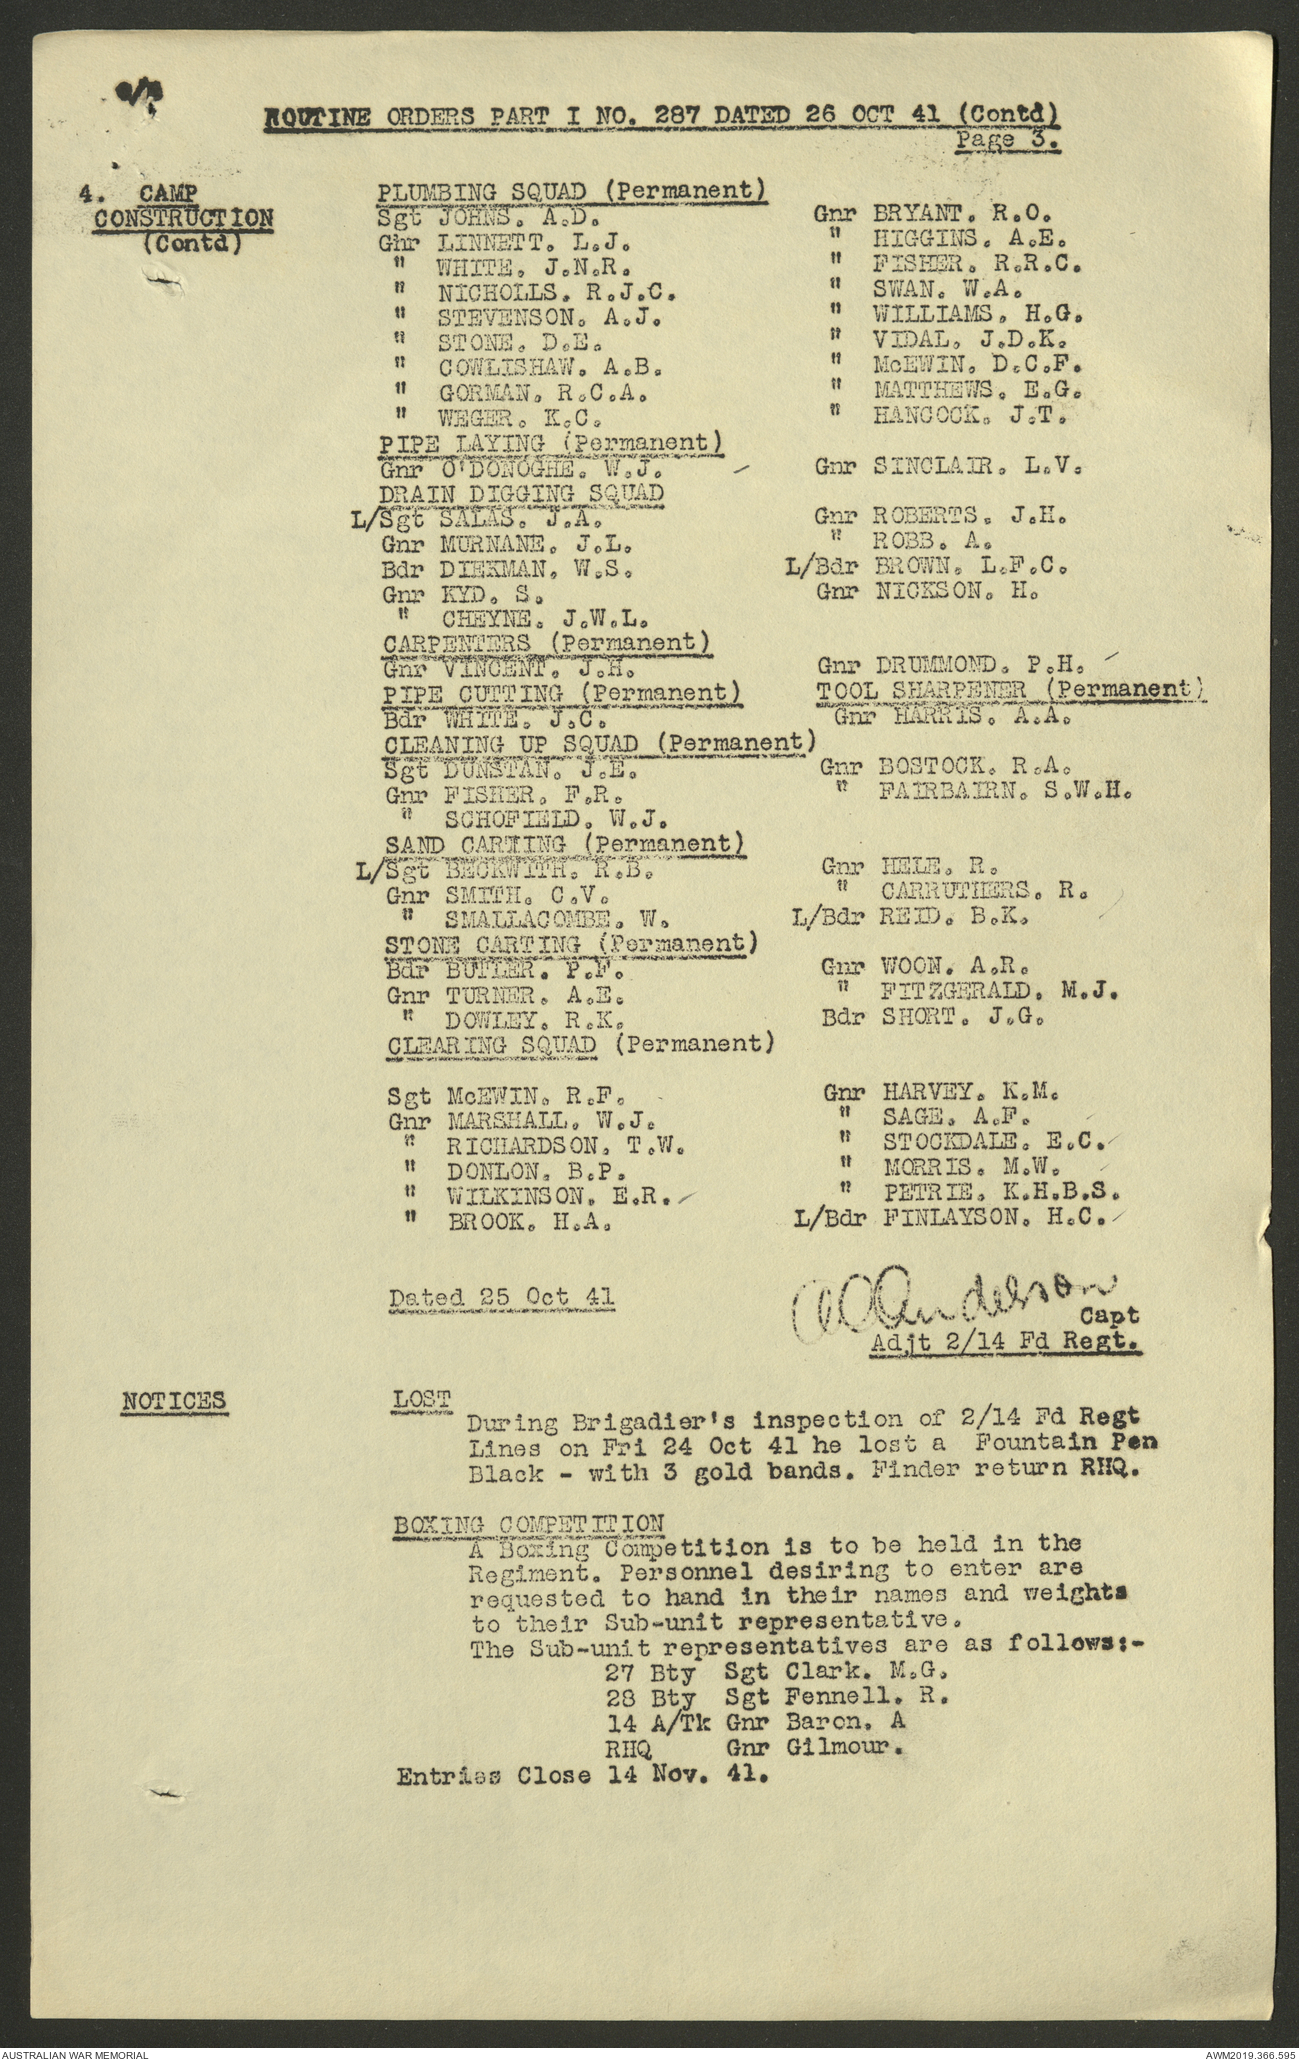 ROUTINE ORDERS PART I NO. 287 DATED 26 OCT 41 (Contd)
Page 3.
4. CAMP
CONSTRUCTION
(Contd)
PLUMBING SQUAD (Permanent)
Sgt JOHNS. A.D. Gnr BRYANT. R.O.
Gnr LINNETT. L.J. " HIGGINS. A.E.
" WHITE. J.N.R. " FISHER. R.R.C.
" NICHOLLS. R.J.C. " SWAN. W.A.
" STEVENSON. A.J. " WILLIAMS. H.G.
" STONE. D.E. " VIDAL. J.D.K.
" COWLISHAW. A.B. " McEWIN. D.C.F.
" GORMAN. R.C.A. " MATTHEWS. E.G.
" WEGER. K.C. " HANCOCK. J.T.
PIPE LAYING (Permanent)
Gnr O'DONOGHE. W.J. Gnr SINCLAIR. L.V.
DRAIN DIGGING SQUAD
L/Sgt SALAS. J.A. Gnr ROBERTS. J.H.
Gnr MURNANE. J.L. " ROBB. A.
Bdr DIEKMAN. W.S. L/Bdr BROWN. L.F.C.
Gnr KYD. S. Gnr NICKSON. H.
" CHEYNE. J.W.L.
CARPENTERS (Permanent)
Gnr VINCENT. J.H. Gnr DRUMMOND. P.H.
PIPE CUTTING (Permanent) TOOL SHARPENER (Permanent)
Bdr WHITE. J.C. Gnr HARRIS. A.A.
CLEANING UP SQUAD (Permanent)
Sgt DUNSTAN. J.E. Gnr BOSTOCK. R.A.
Gnr FISHER. F.R. " FAIRBAIRN. S.W.H.
" SCHOFIELD. W.J.
SAND CARTING (Permanent)
L/Sgt BECKWITH. R.B. Gnr HELE. R.
Gnr SMITH. C.V. " CARRUTHERS. R.
" SMALLACOMBE. W. L/Bdr REID. B.K.
STONE CARTING (Permanent)
Bdr BUTLER. P.F. Gnr WOON. A.R.
Gnr TURNER. A.E. " FITZGERALD. M.J.
" DOWLEY. R.K. Bdr SHORT. J.G.
CLEARING SQUAD (Permanent)
Sgt McEWIN. R.F. Gnr HARVEY. K.M.
Gnr MARSHALL. W.J. " SAGE. A.F.
" RICHARDSON. T.W. " STOCKDALE. E.C.
" DONLON. B.P. " MORRIS. M.W.
" WILKINSON. E.R. " PETRIE. K.H.B.S.
" BROOK. H.A. L/Bdr FINLAYSON. H.C.
Dated 25 Oct 41 Anderson
Capt
Adjt 2/14 Fd Regt.
NOTICES LOST
During Brigadier's inspection of 2/14 Fd Regt
Lines on Fri 24 Oct 41 he lost a Fountain Pen
Black - with 3 gold bands. Finder return RHQ.
BOXING COMPETITION
A Boxing Competition is to be held in the
Regiment. Personnel desiring to enter are
requested to hand in their names and weights
to their Sub-unit representative.
The Sub-unit representatives are as follows:-
27 Bty Sgt Clark. M.G.
28 Bty Sgt Fennell. R.
14 A/Tk Gnr Baron. A
RHQ Gnr Gilmour.
Entries Close 14 Nov. 41.
AUSTRALIAN WAR MEMORIAL AWM2019.366.595